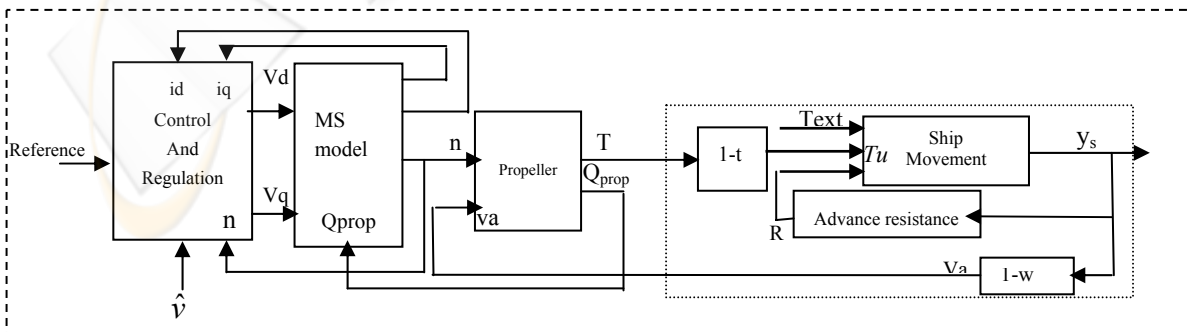 Reference
id iq
Control
And
Regulation
n
v̂
Vd
Vq
MS
model
Qprop
n
Propeller
va
T
Qprop
1-t
Text
Tu
R
Ship
Movement
Advance resistance
ys
Va
1-w